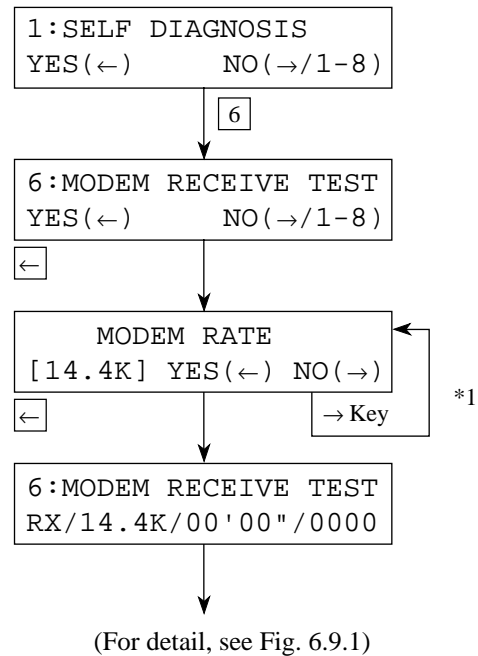 1:SELF DIAGNOSIS
YES(←) NO(→/1-8)
6
6:MODEM RECEIVE TEST
YES(←) NO(→/1-8)
←
MODEM RATE
[14.4K] YES(←) NO(→)
*1
←
→ Key
6:MODEM RECEIVE TEST
RX/14.4K/00'00"/0000
(For detail, see Fig. 6.9.1)